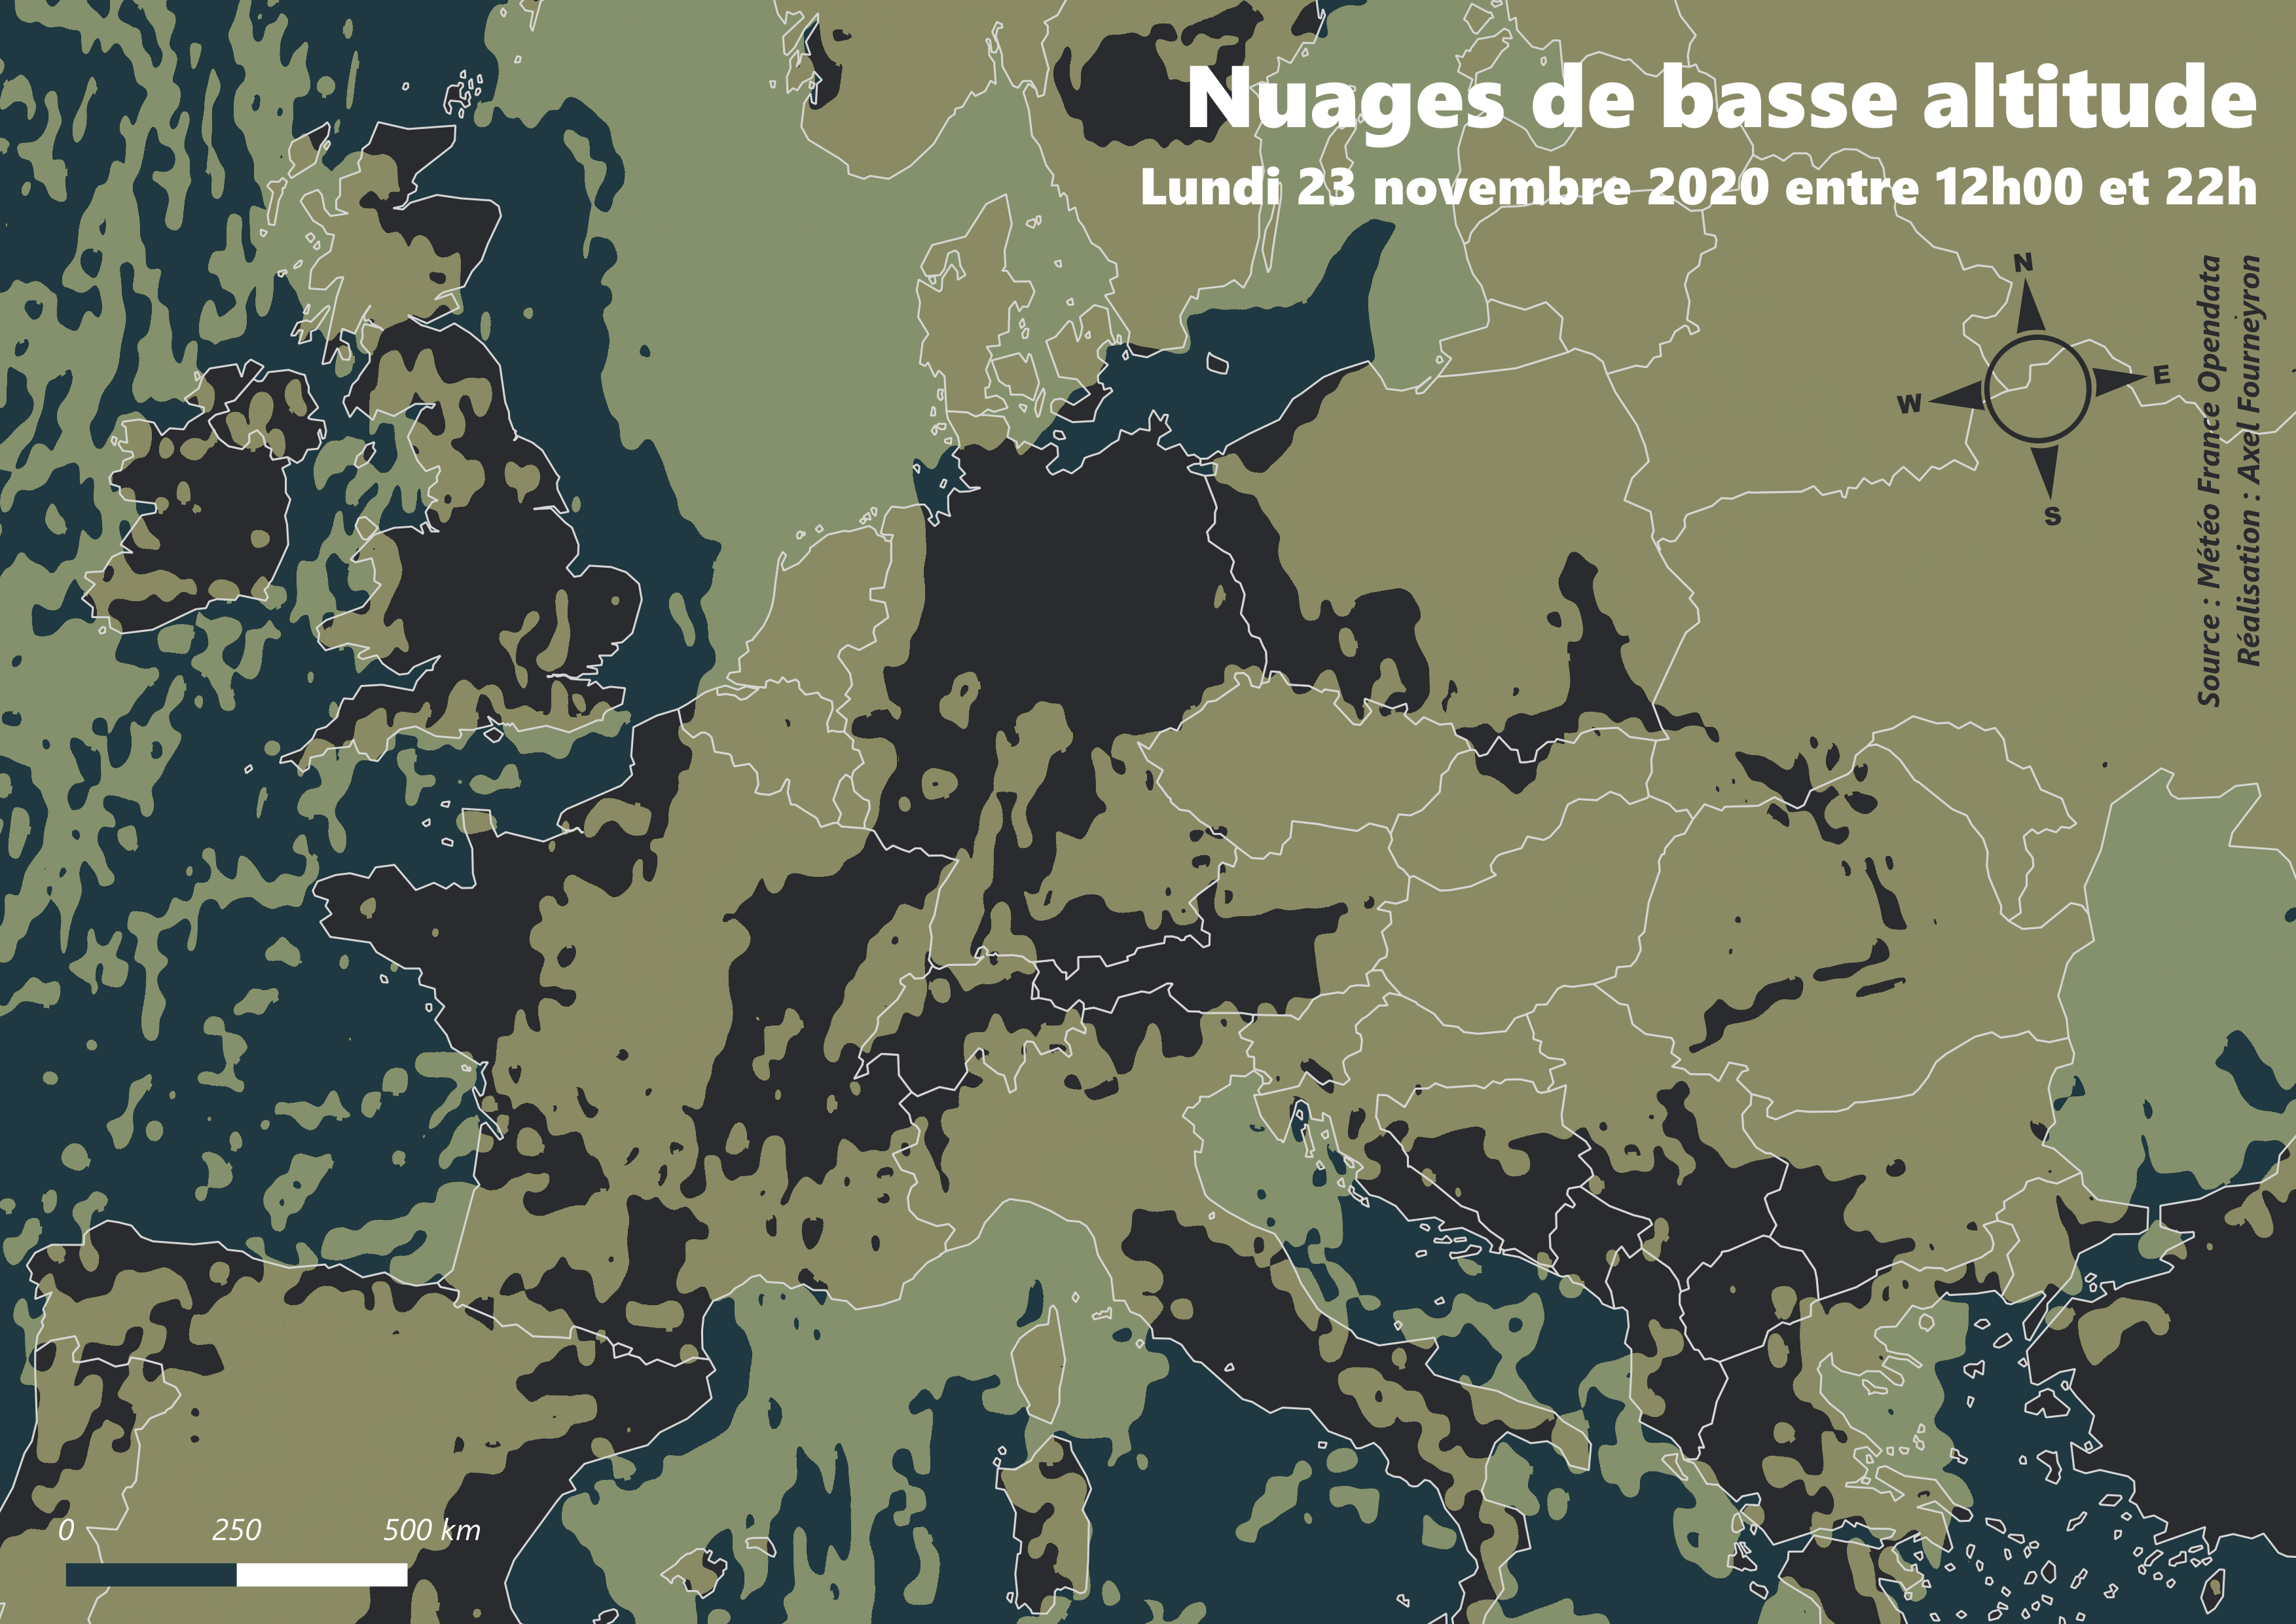 Nuages de basse altitude
Lundi 23 novembre 2020 entre 12h00 et 22h
N
W
E
S
Source : Météo France Opendata
Réalisation : Axel Fourneyron
0 250 500 km